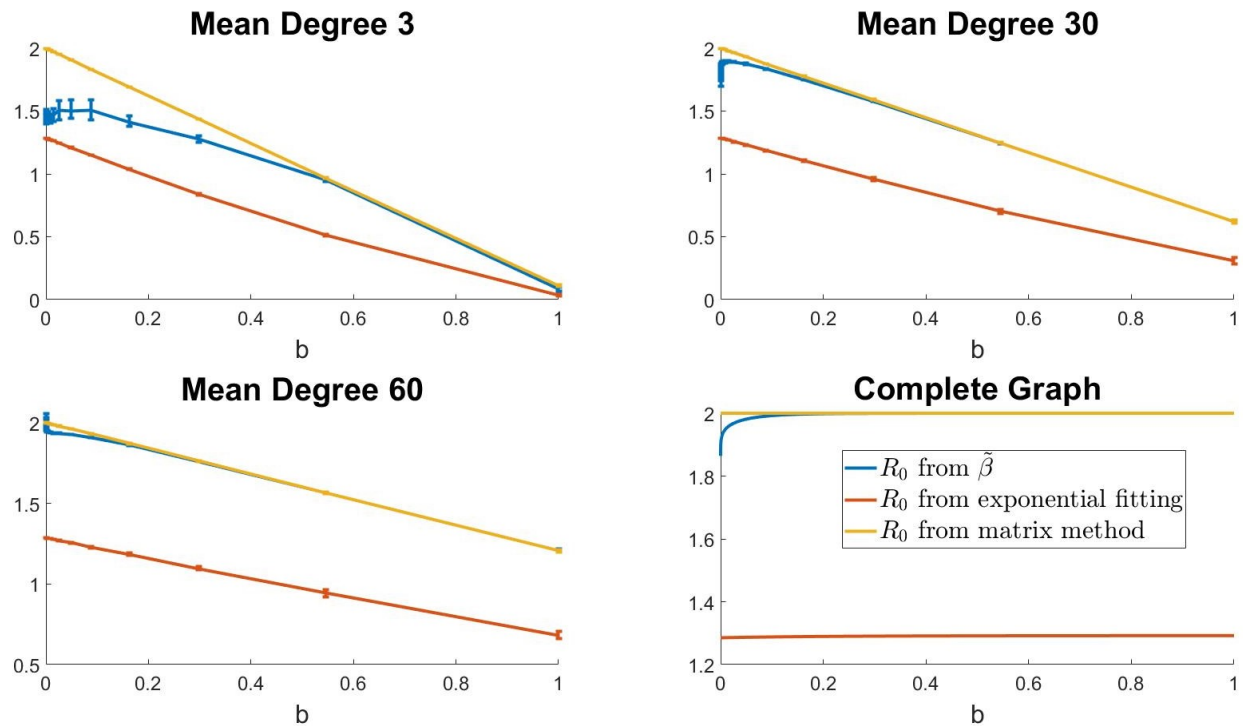 Mean Degree 3
2
1.5
1
0.5
0
0 0.2 0.4 0.6 0.8 1
b
Mean Degree 30
2
1.5
1
0.5
0
0 0.2 0.4 0.6 0.8 1
b
Mean Degree 60
2
1.5
1
0.5
0 0.2 0.4 0.6 0.8 1
b
Complete Graph
2
1.8
1.6
1.4
1.2
0 0.2 0.4 0.6 0.8 1
b
R₀ from β̃
R₀ from exponential fitting
R₀ from matrix method